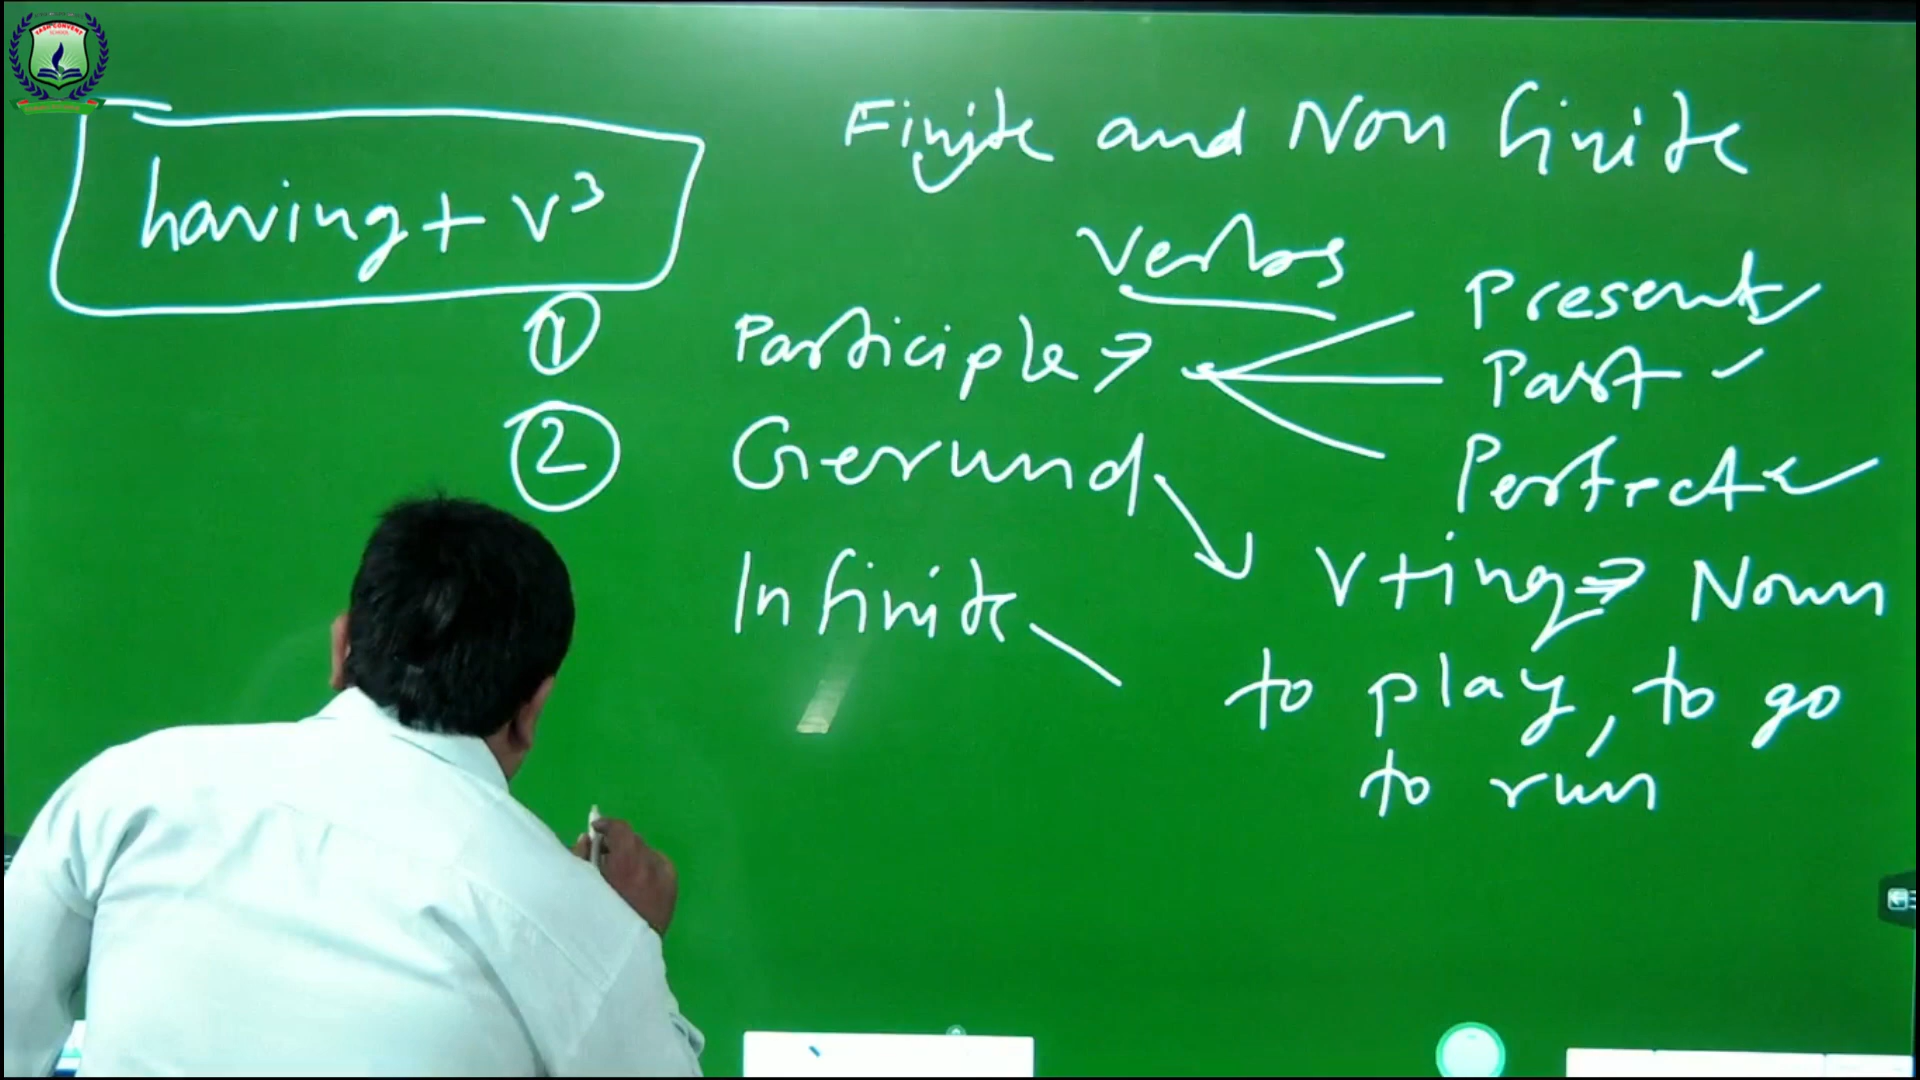 Finite and Non finite
Verbs
having + v³
① Participle → Present
Past
Perfect
② Gerund
V+ing → Noun
Infinite
to play, to go
to run